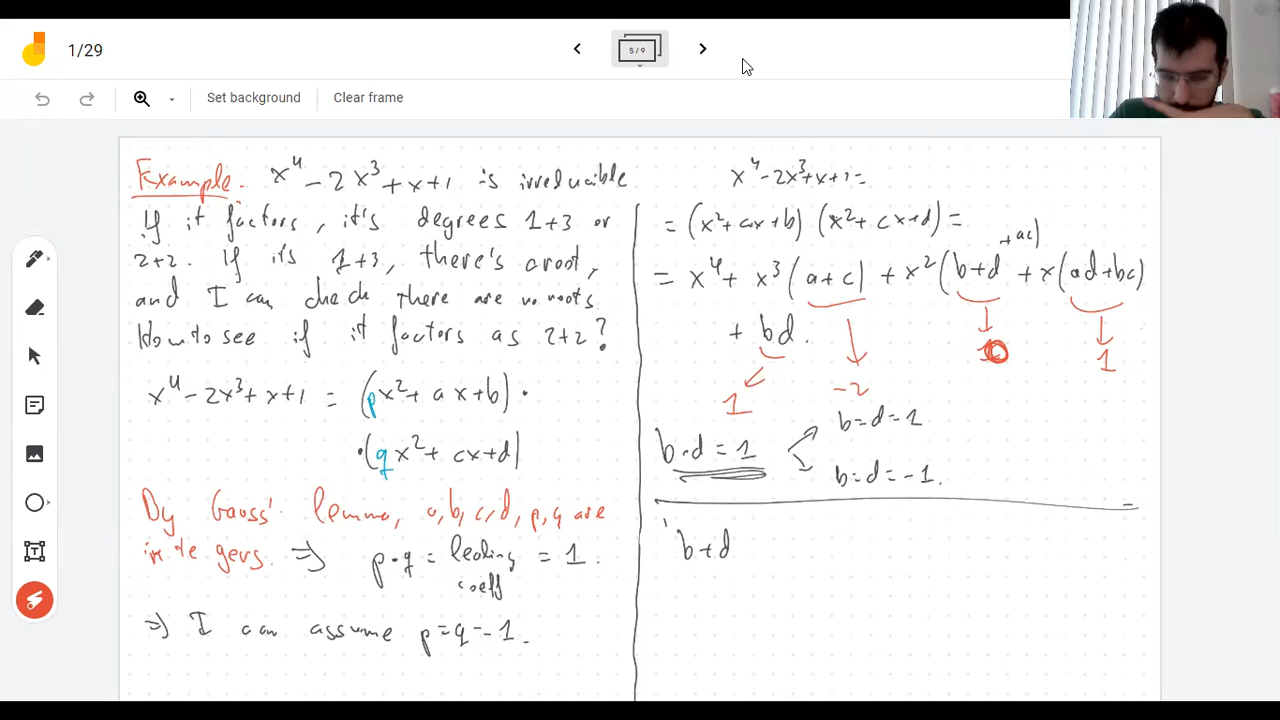 1/29
5/9
Set background
Clear frame
Example. x⁴ - 2x³ + x + 1 is irreducible
If it factors, it's degrees 1+3 or
2+2. If it's 1+3, there's a root,
and I can check there are no roots.
How to see if it factors as 2+2?
x⁴ - 2x³ + x + 1 = (px² + ax + b) ·
· (qx² + cx + d)
By Gauss' lemma, a, b, c, d, p, q are
integers. ⇒ p·q = leading = 1.
coeff
⇒ I can assume p = q = 1.
x⁴ - 2x³ + x + 1 =
= (x² + ax + b) (x² + cx + d) =
+ ac)
= x⁴ + x³ (a + c) + x² (b + d + x (ad + bc)
+ bd.
1
-2
1
b·d = 1
b = d = 1
b = d = -1.
b + d